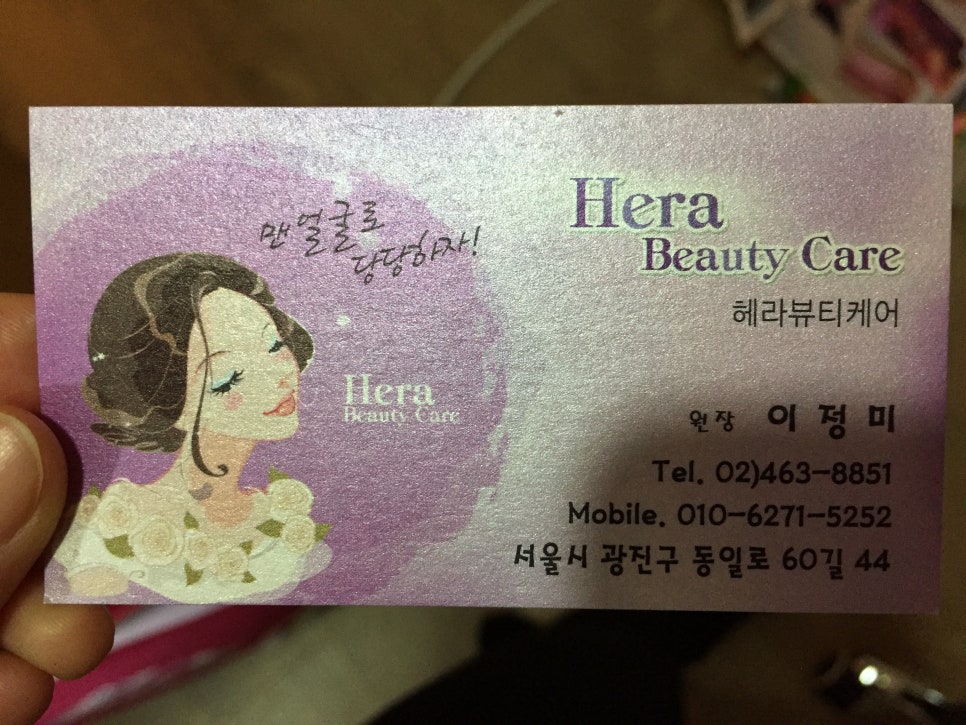 맨얼굴로
당당하자!
Hera
Beauty Care
Hera
Beauty Care
헤라뷰티케어
원장 이정미
Tel. 02)463-8851
Mobile. 010-6271-5252
서울시 광진구 동일로 60길 44